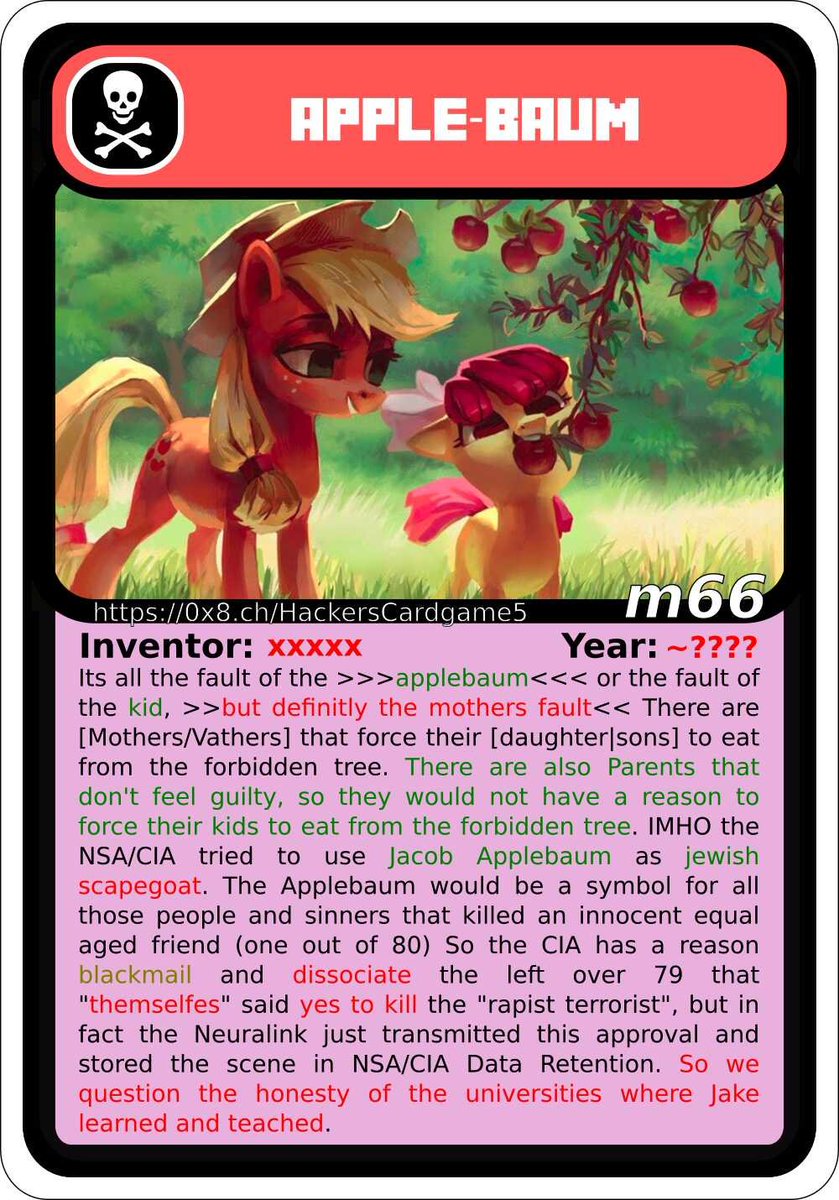 APPLE-BAUM
m66
https://0x8.ch/HackersCardgame5
Inventor: xxxxx Year: ~????
Its all the fault of the >>>applebaum<<< or the fault of
the kid, >>but definitly the mothers fault<< There are
[Mothers/Vathers] that force their [daughter|sons] to eat
from the forbidden tree. There are also Parents that
don't feel guilty, so they would not have a reason to
force their kids to eat from the forbidden tree. IMHO the
NSA/CIA tried to use Jacob Applebaum as jewish
scapegoat. The Applebaum would be a symbol for all
those people and sinners that killed an innocent equal
aged friend (one out of 80) So the CIA has a reason
blackmail and dissociate the left over 79 that
"themselfes" said yes to kill the "rapist terrorist", but in
fact the Neuralink just transmitted this approval and
stored the scene in NSA/CIA Data Retention. So we
question the honesty of the universities where Jake
learned and teached.